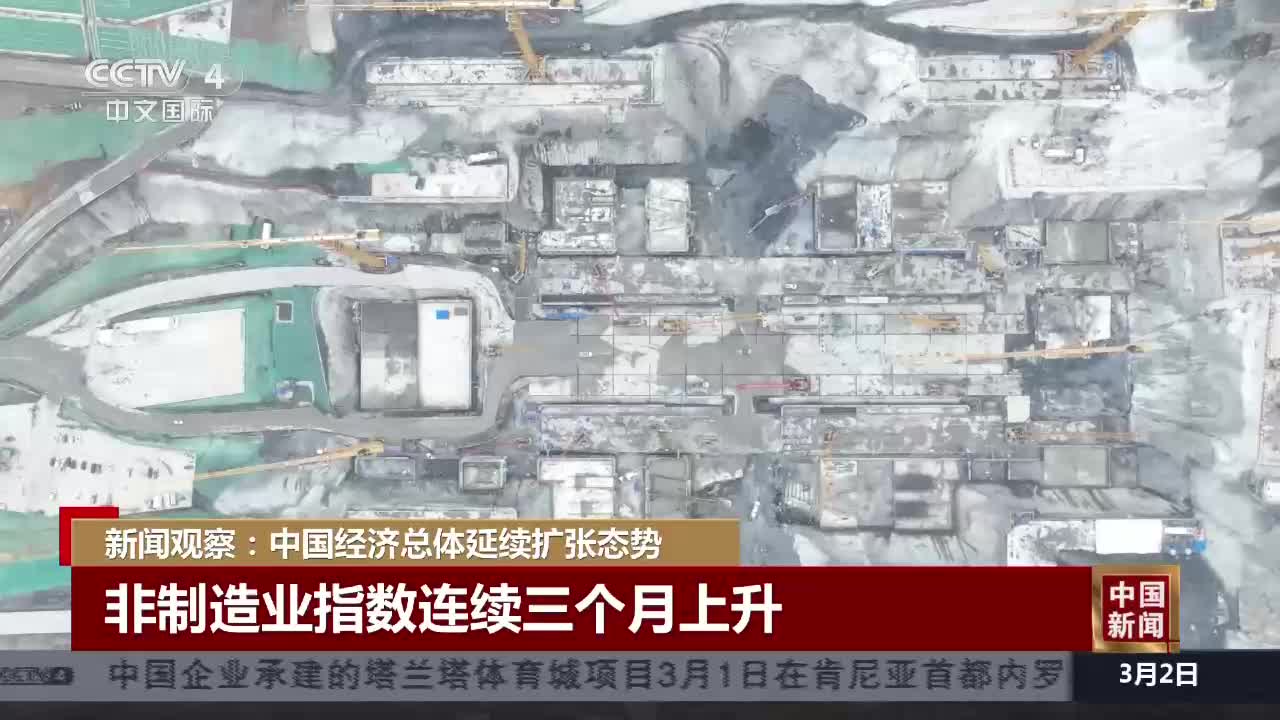 CCTV 4
中文国际
新闻观察：中国经济总体延续扩张态势
非制造业指数连续三个月上升
中国新闻
CCTV 4 中国企业承建的塔兰塔体育城项目3月1日在肯尼亚首都内罗
3月2日